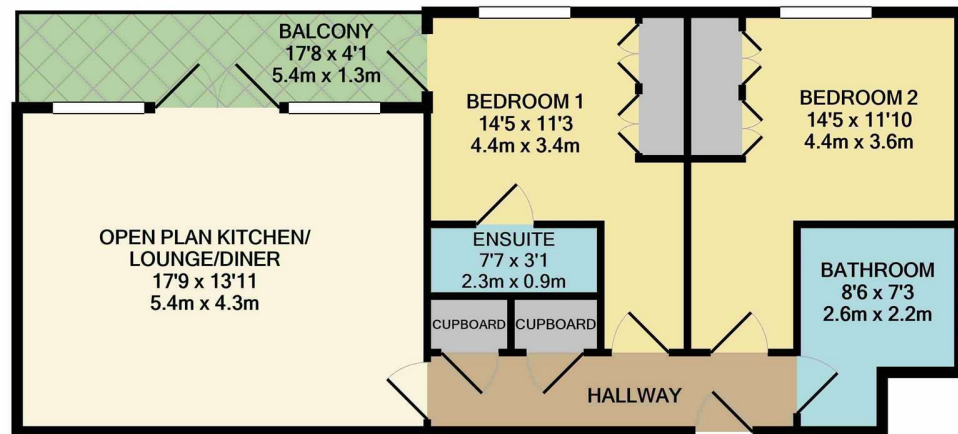 BALCONY
17'8 x 4'1
5.4m x 1.3m
BEDROOM 1
14'5 x 11'3
4.4m x 3.4m
BEDROOM 2
14'5 x 11'10
4.4m x 3.6m
OPEN PLAN KITCHEN/
LOUNGE/DINER
17'9 x 13'11
5.4m x 4.3m
ENSUITE
7'7 x 3'1
2.3m x 0.9m
BATHROOM
8'6 x 7'3
2.6m x 2.2m
CUPBOARD
CUPBOARD
HALLWAY